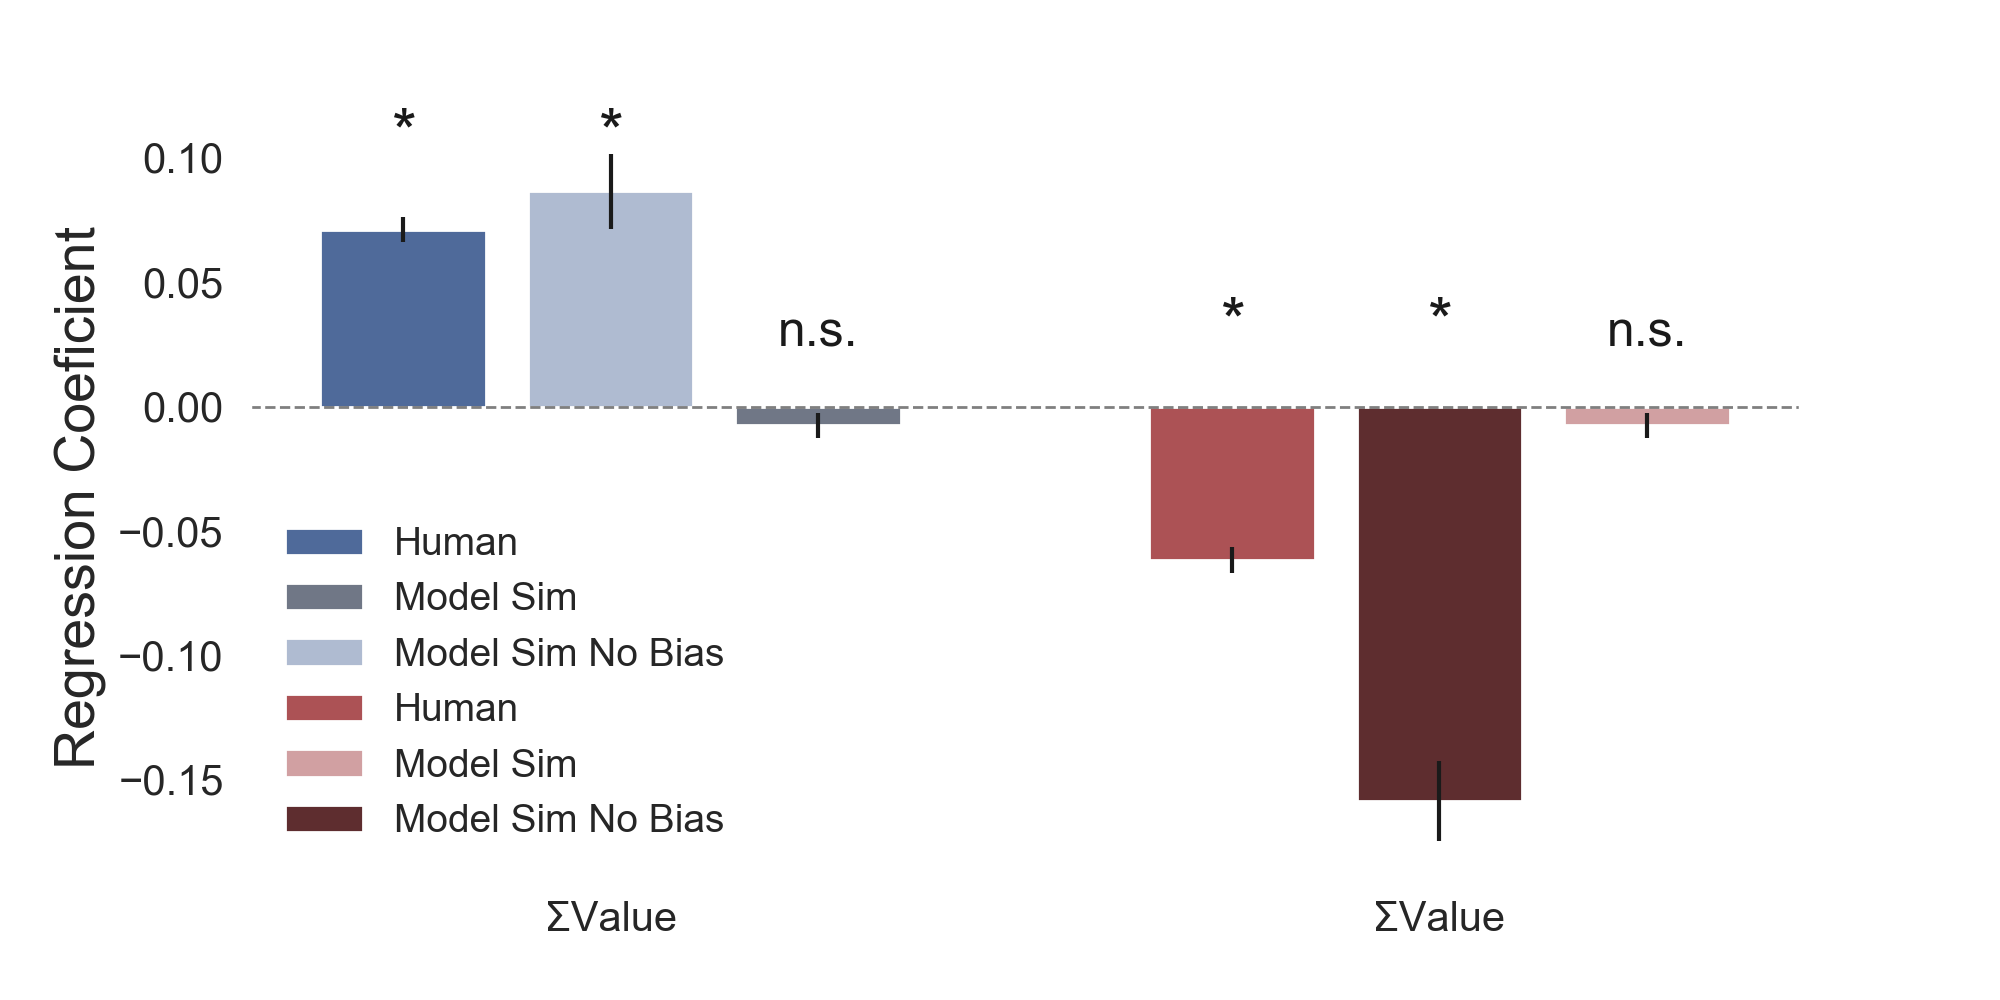 *
*
0.10
0.05
n.s.
*
*
n.s.
0.00
−0.05
−0.10
−0.15
Regression Coeficient
Human
Model Sim
Model Sim No Bias
Human
Model Sim
Model Sim No Bias
ΣValue
ΣValue